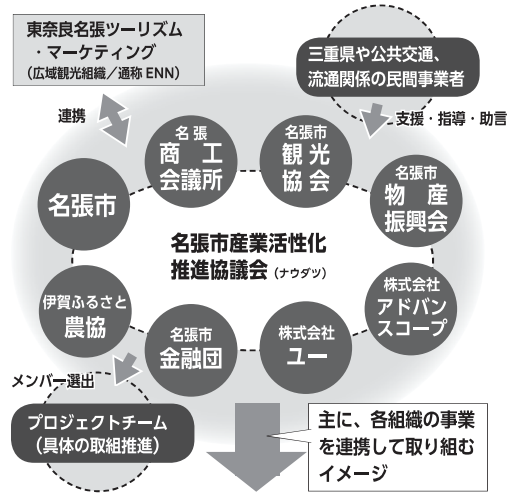 東奈良名張ツーリズム
・マーケティング
(広域観光組織／通称 ENN)
三重県や公共交通、
流通関係の民間事業者
連携
支援・指導・助言
名張
商工
会議所
名張市
観光
協会
名張市
名張市
物産
振興会
名張市産業活性化
推進協議会(ナウダツ)
伊賀ふるさと
農協
名張市
金融団
株式会社
ユー
株式会社
アドバン
スコープ
メンバー選出
プロジェクトチーム
(具体の取組推進)
主に、各組織の事業
を連携して取り組む
イメージ